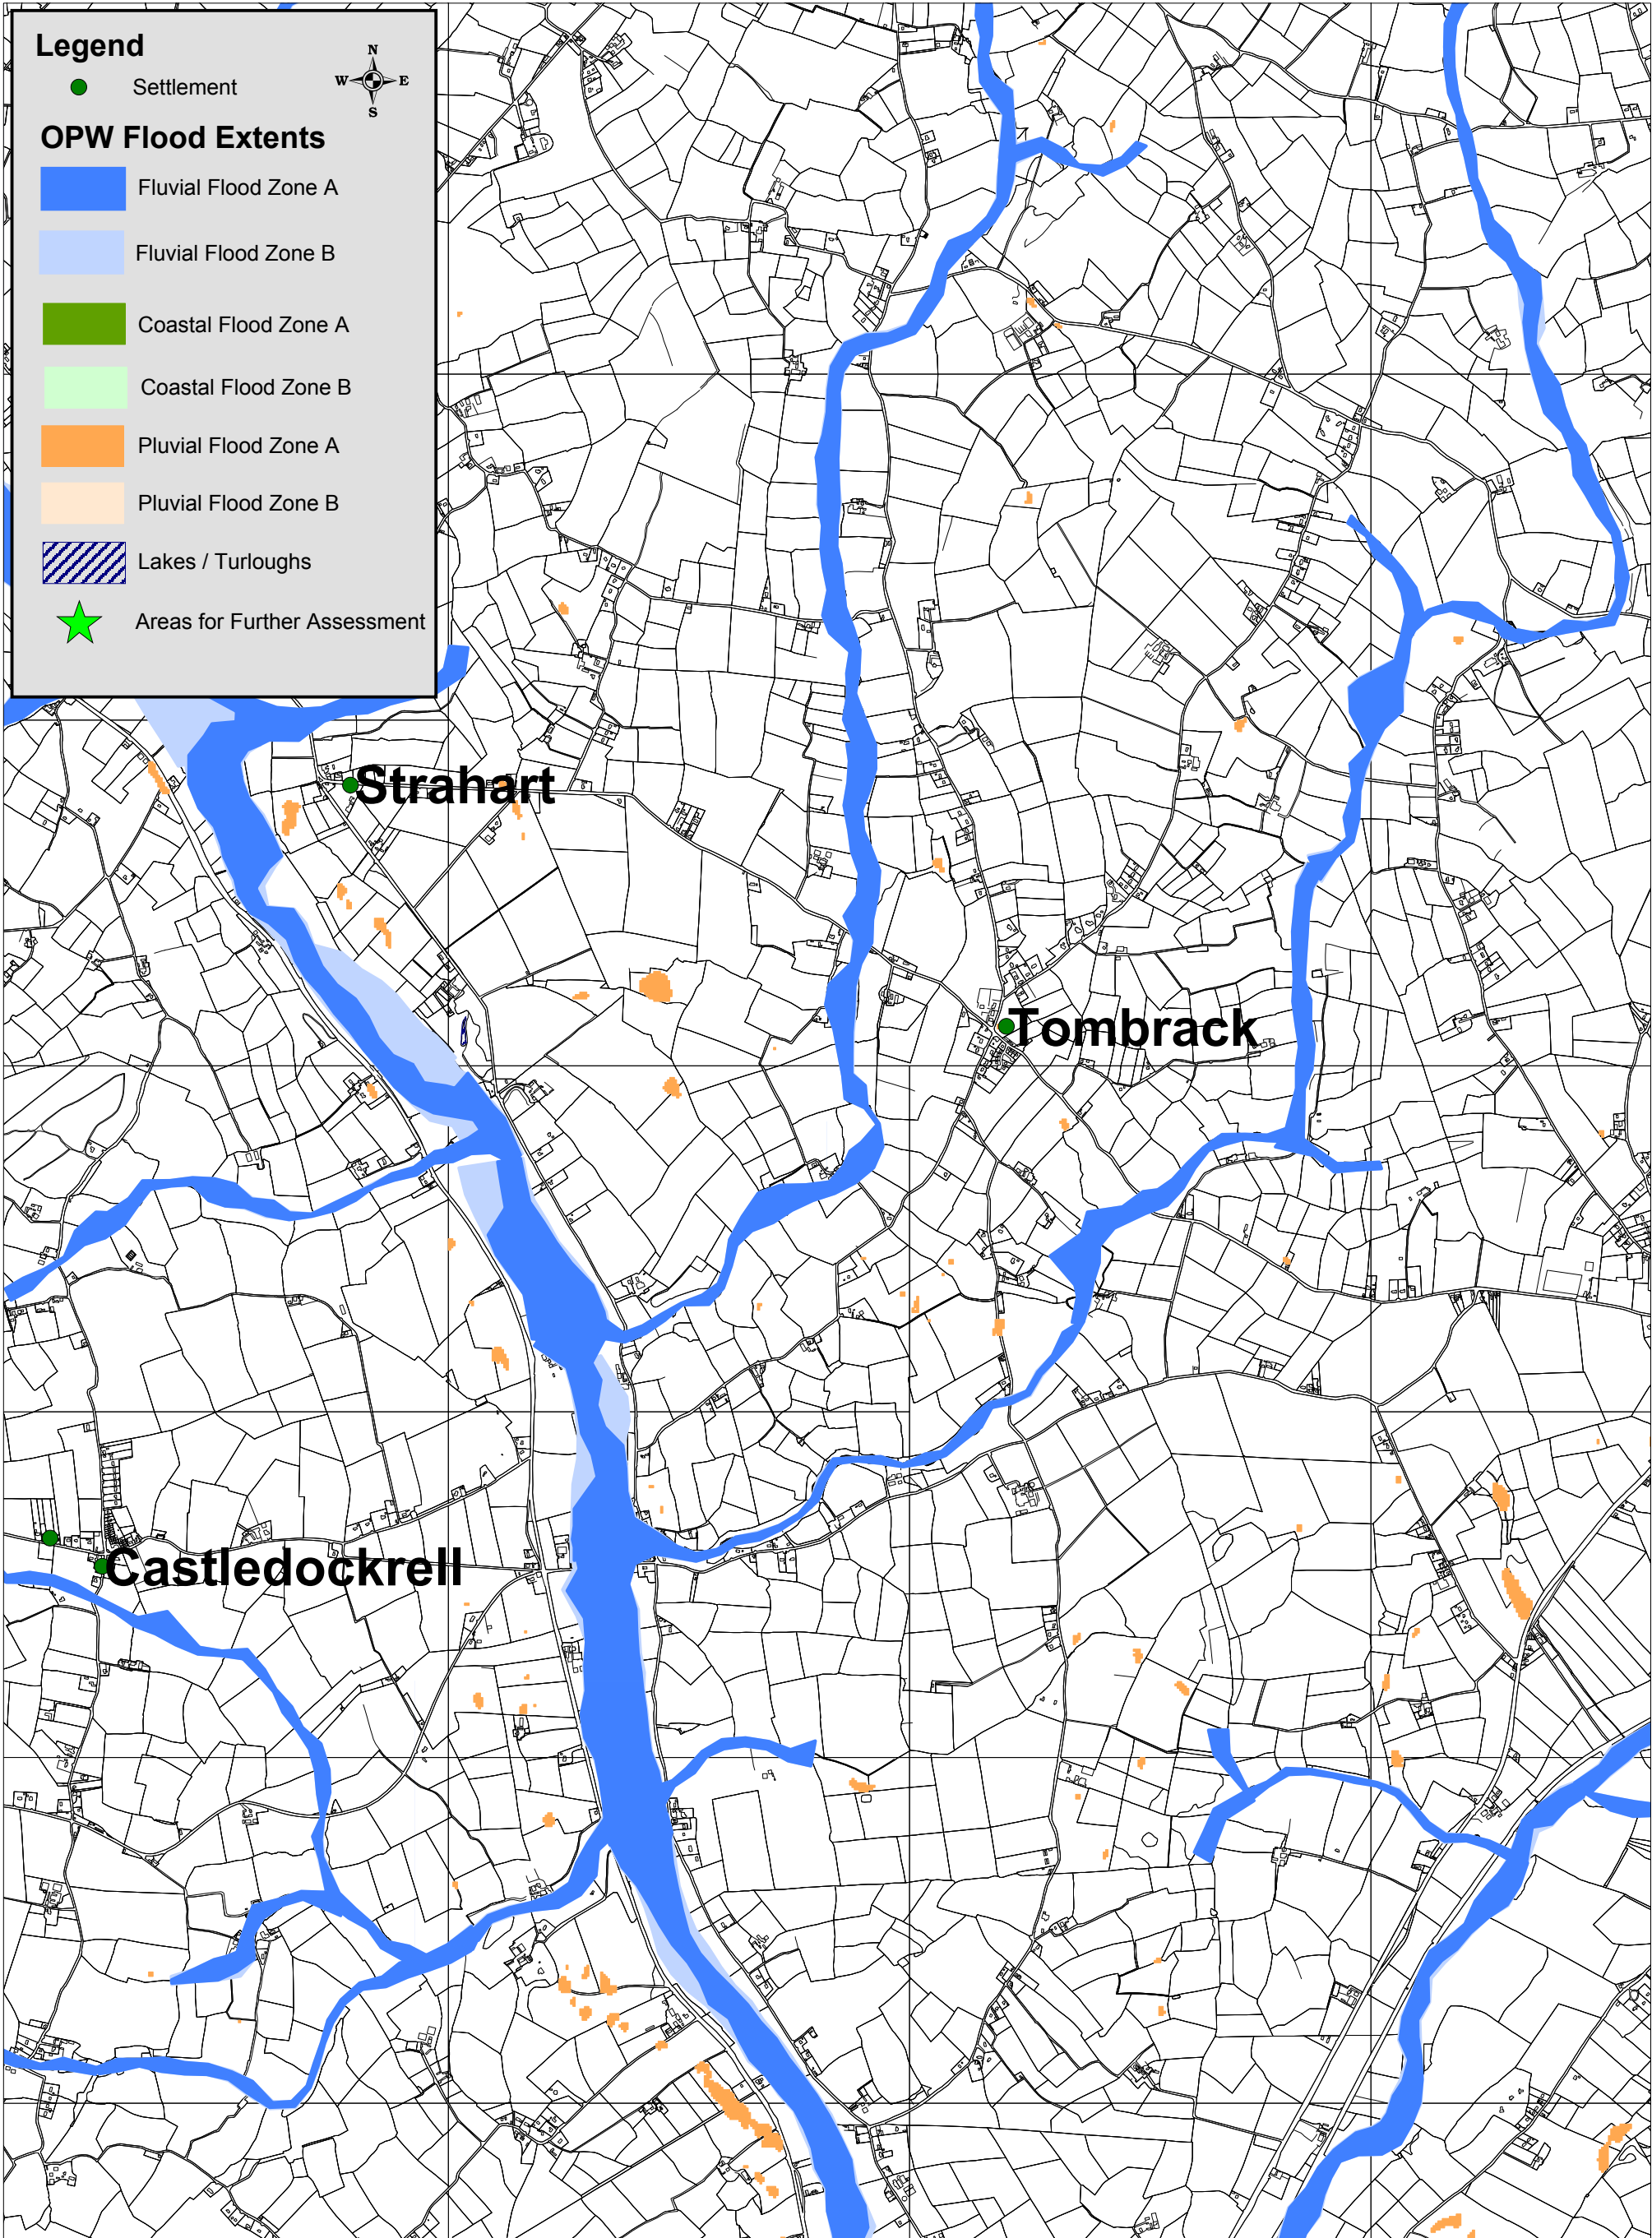 Legend
N
W E
S
Settlement
OPW Flood Extents
Fluvial Flood Zone A
Fluvial Flood Zone B
Coastal Flood Zone A
Coastal Flood Zone B
Pluvial Flood Zone A
Pluvial Flood Zone B
Lakes / Turloughs
Areas for Further Assessment
Strahart
Tombrack
Castledockrell